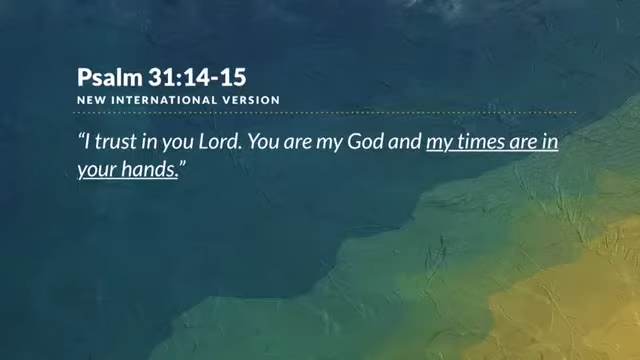 Psalm 31:14-15
NEW INTERNATIONAL VERSION
“I trust in you Lord. You are my God and my times are in
your hands.”